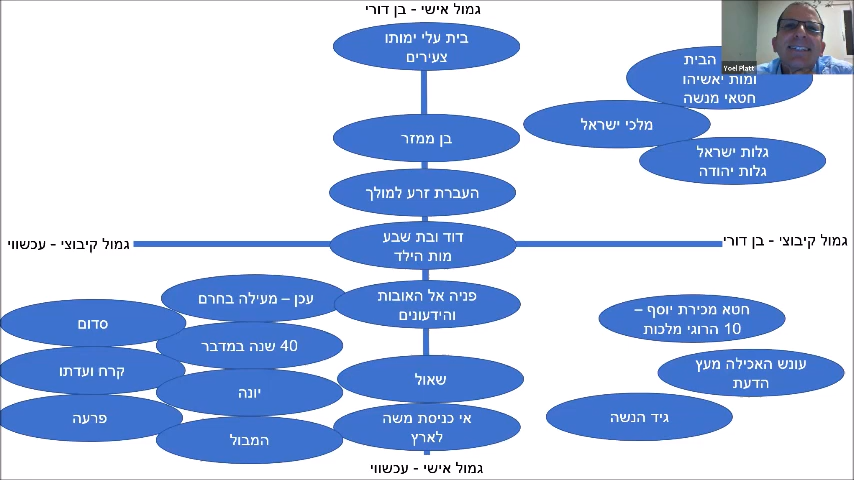 גמול אישי - בן דורי
בית עלי ימותו
צעירים
Yoel Platt
הבית
ומות יאשיהו
חטאי מנשה
מלכי ישראל
בן ממזר
גלות ישראל
גלות יהודה
העברת זרע למולך
דוד ובת שבע
מות הילד
גמול קיבוצי - בן דורי
גמול קיבוצי - עכשווי
פניה אל האובות
והידעונים
עכן – מעילה בחרם
סדום
חטא מכירת יוסף –
10 הרוגי מלכות
40 שנה במדבר
קרח ועדתו
עונש האכילה מעץ
הדעת
שאול
יונה
פרעה
אי כניסת משה
לארץ
גיד הנשה
המבול
גמול אישי - עכשווי